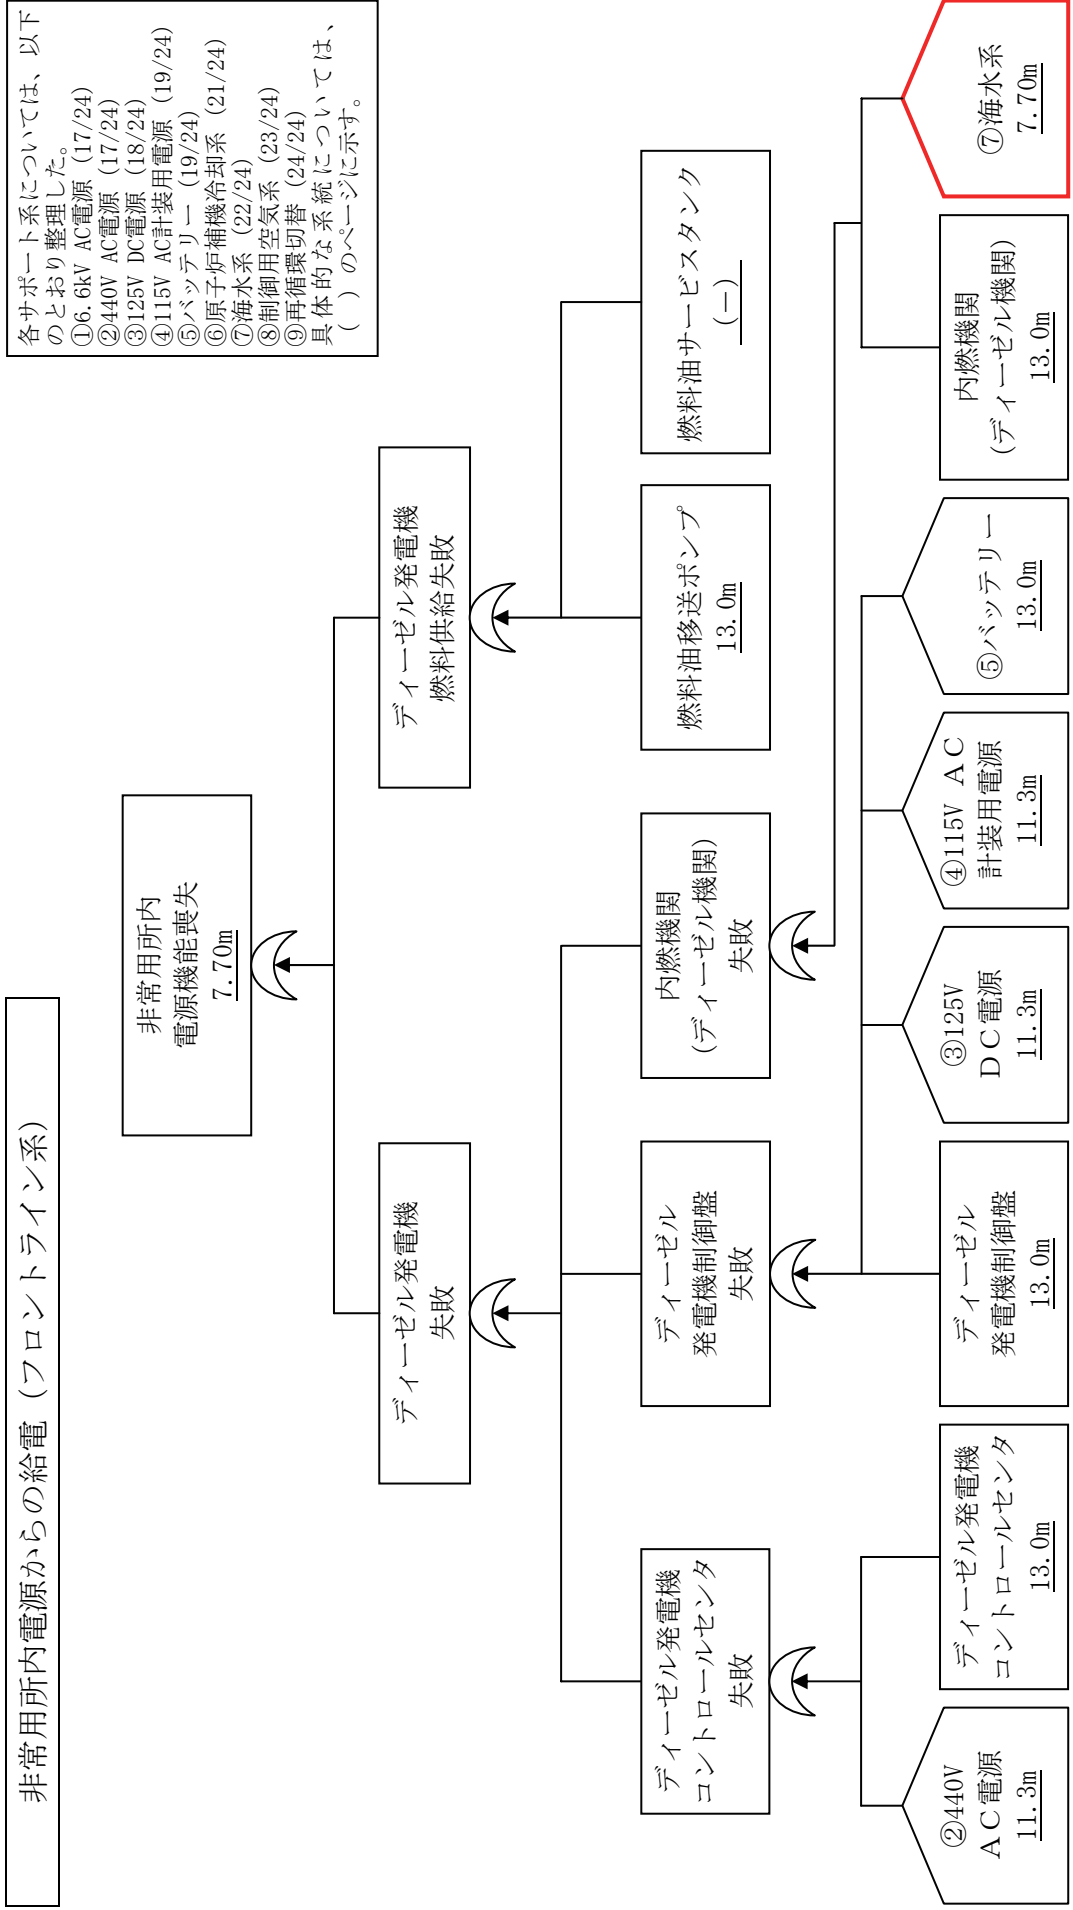 非常用所内電源からの給電（フロントライン系）
各サポート系については、以下
のとおり整理した。
①6.6kV AC電源（17/24）
②440V AC電源（17/24）
③125V DC電源（18/24）
④115V AC計装用電源（19/24）
⑤バッテリー（19/24）
⑥原子炉補機冷却系（21/24）
⑦海水系（22/24）
⑧制御用空気系（23/24）
⑨再循環切替（24/24）
具体的な系統については、
（ ）のページに示す。
非常用所内
電源機能喪失
7.70m
ディーゼル発電機
失敗
ディーゼル発電機
燃料供給失敗
ディーゼル発電機
コントロールセンタ
失敗
ディーゼル
発電機制御盤
失敗
内燃機関
(ディーゼル機関)
失敗
燃料油移送ポンプ
13.0m
燃料油サービスタンク
(－)
②440V
ＡＣ電源
11.3m
ディーゼル発電機
コントロールセンタ
13.0m
ディーゼル
発電機制御盤
13.0m
③125V
ＤＣ電源
11.3m
④115V ＡＣ
計装用電源
11.3m
⑤バッテリー
13.0m
内燃機関
(ディーゼル機関)
13.0m
⑦海水系
7.70m